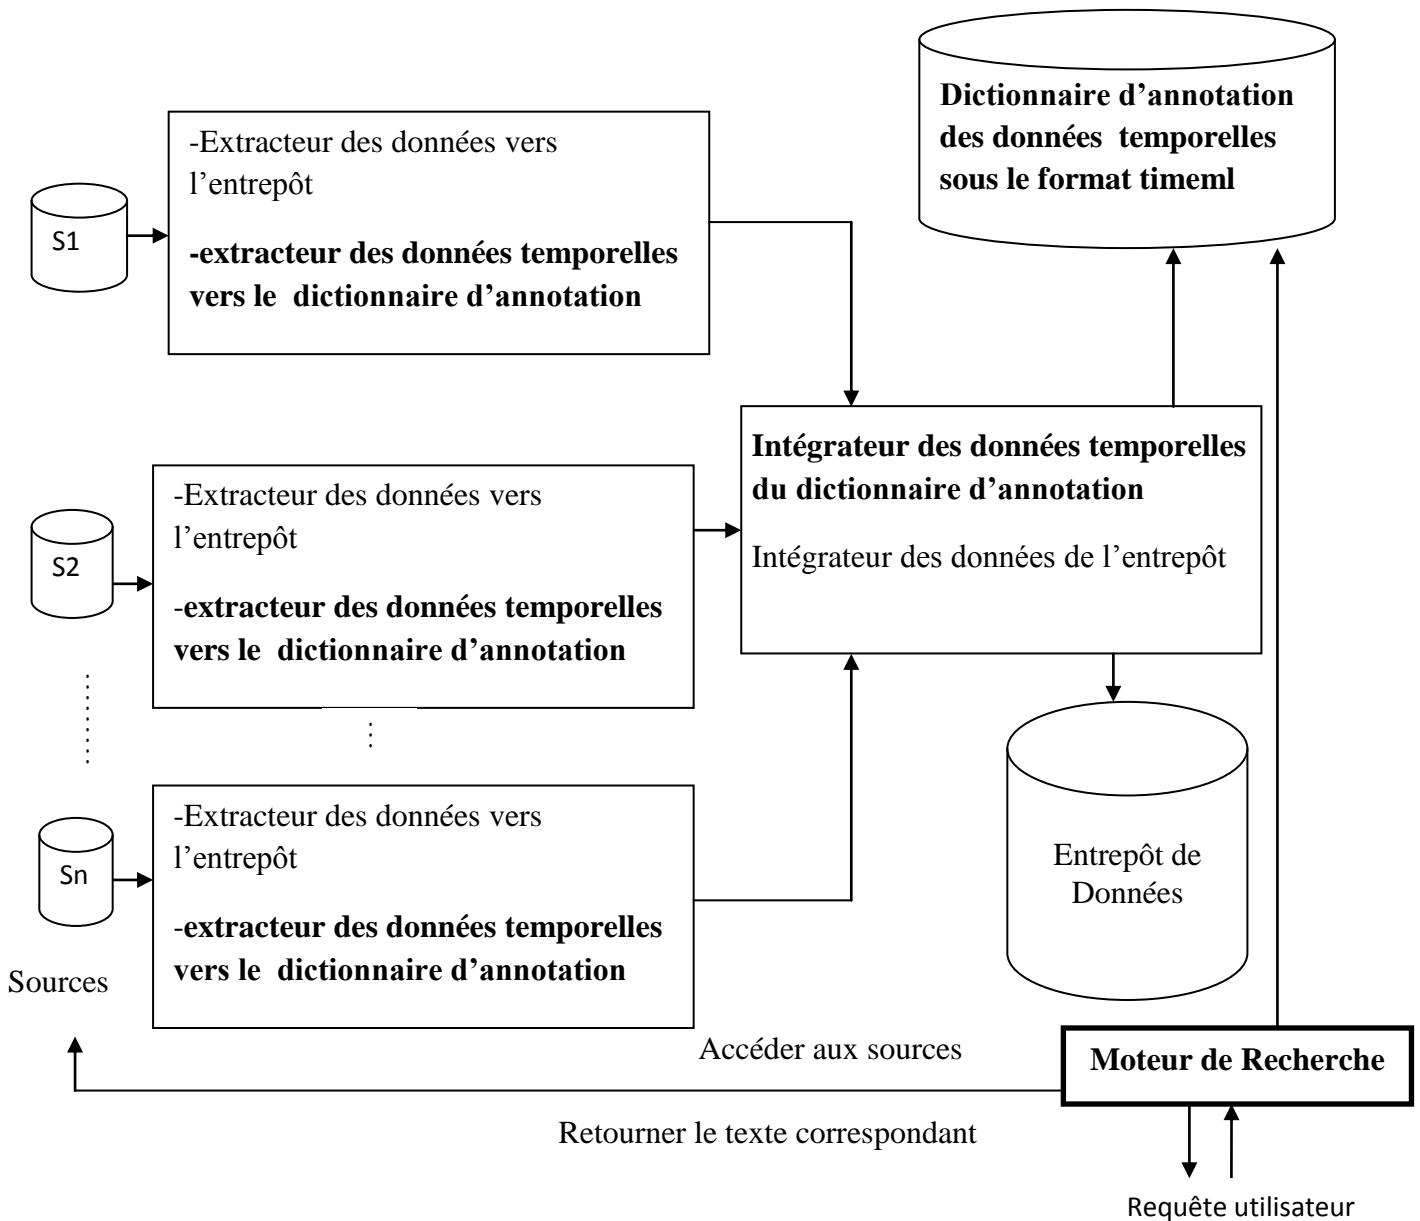 Dictionnaire d’annotation
des données temporelles
sous le format timeml
-Extracteur des données vers
l’entrepôt
-extracteur des données temporelles
vers le dictionnaire d’annotation
S1
Intégrateur des données temporelles
du dictionnaire d’annotation
Intégrateur des données de l’entrepôt
-Extracteur des données vers
l’entrepôt
-extracteur des données temporelles
vers le dictionnaire d’annotation
S2
-Extracteur des données vers
l’entrepôt
-extracteur des données temporelles
vers le dictionnaire d’annotation
Sn
Entrepôt de
Données
Sources
Accéder aux sources
Moteur de Recherche
Retourner le texte correspondant
Requête utilisateur